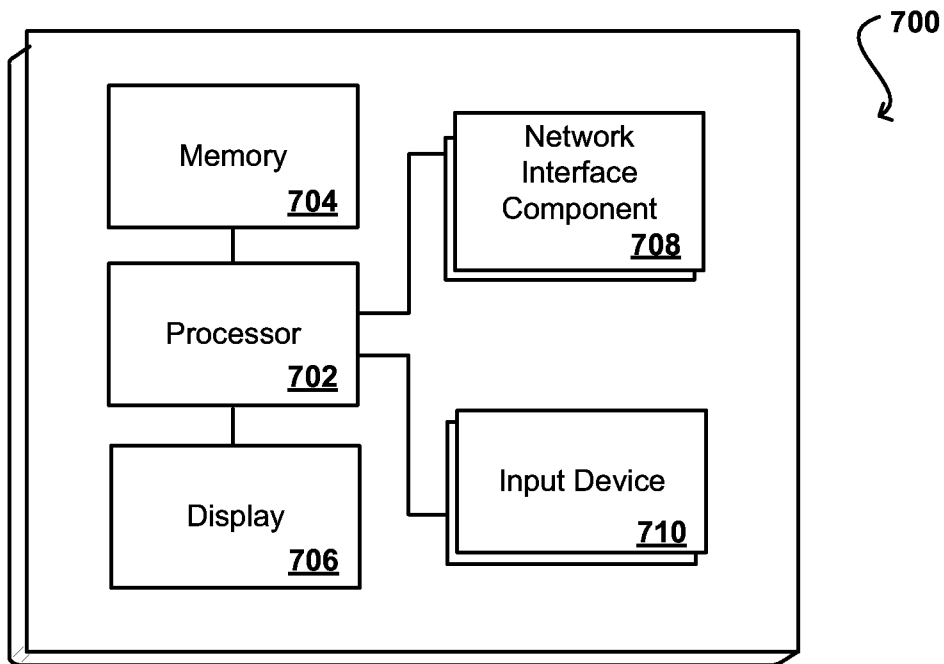 700
Memory
704
Network
Interface
Component
708
Processor
702
Display
706
Input Device
710